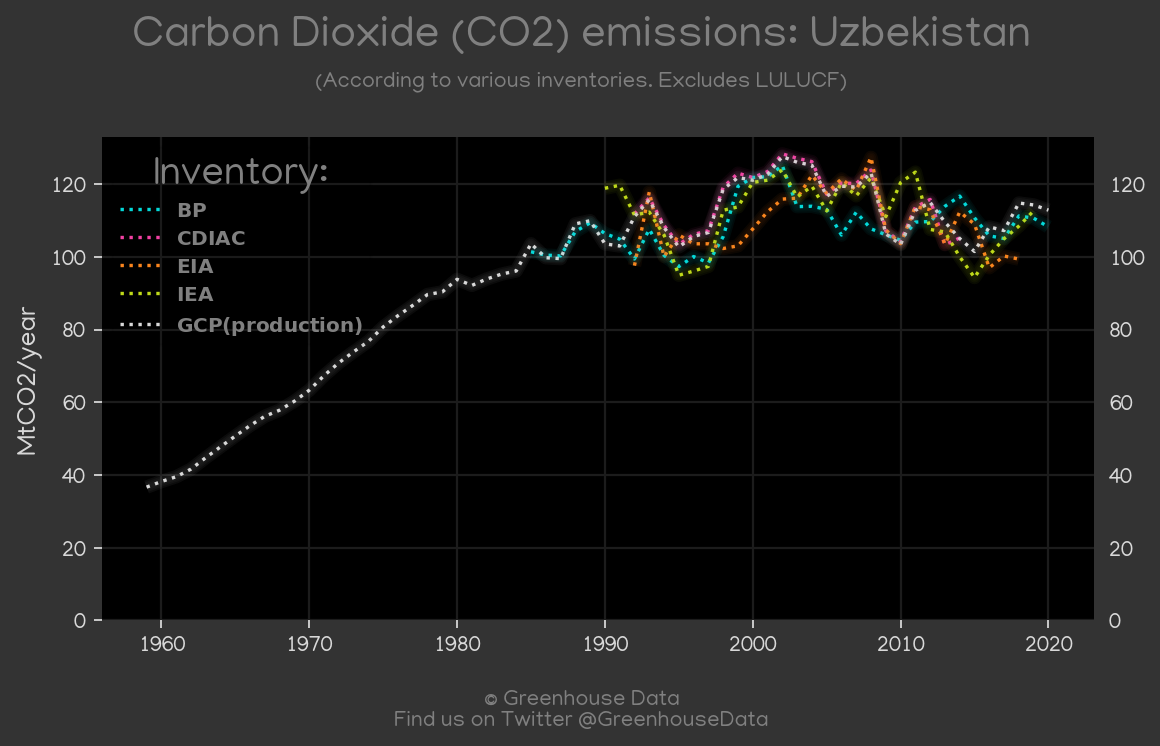 Carbon Dioxide (CO2) emissions: Uzbekistan
(According to various inventories. Excludes LULUCF)
Inventory:
BP
CDIAC
EIA
IEA
GCP(production)
MtCO2/year
120
100
80
60
40
20
0
120
100
80
60
40
20
0
1960 1970 1980 1990 2000 2010 2020
© Greenhouse Data
Find us on Twitter @GreenhouseData